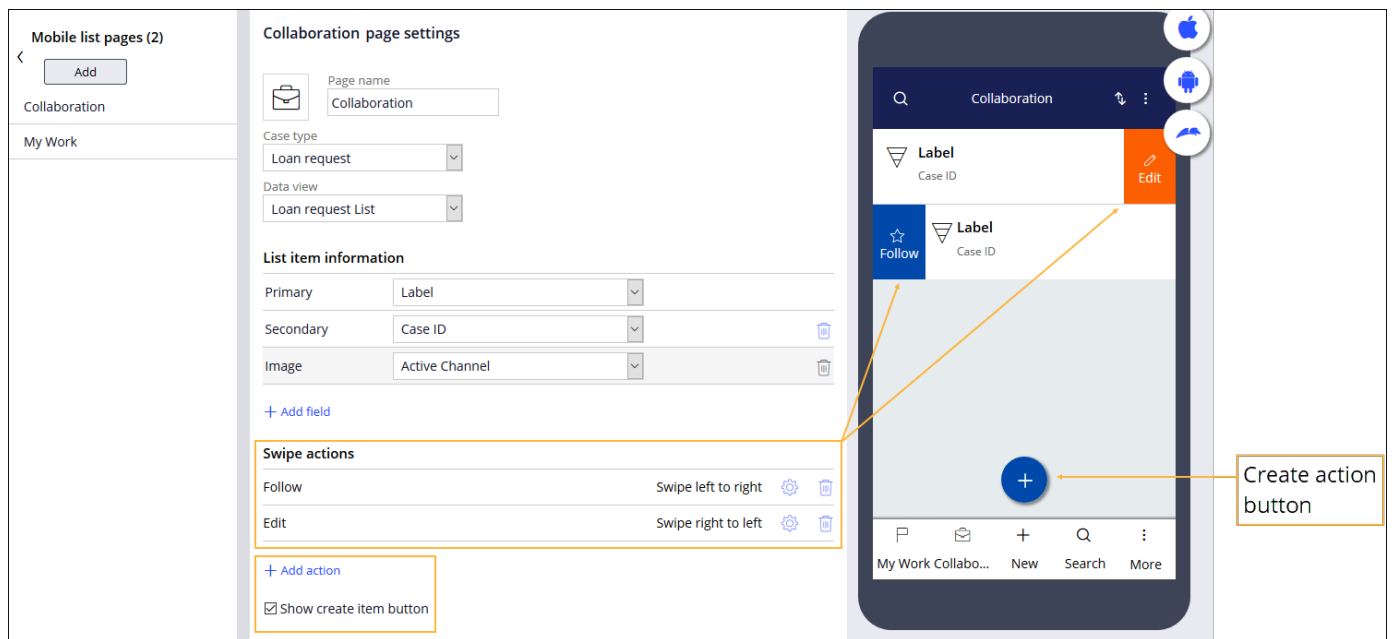 Mobile list pages (2)
Add
Collaboration
My Work
Collaboration page settings
Page name
Collaboration
Case type
Loan request
Data view
Loan request List
List item information
Primary Label
Secondary Case ID
Image Active Channel
+ Add field
Swipe actions
Follow Swipe left to right
Edit Swipe right to left
+ Add action
Show create item button
Collaboration
Label
Case ID
Edit
Follow
Label
Case ID
My Work Collabo... New Search More
Create action
button